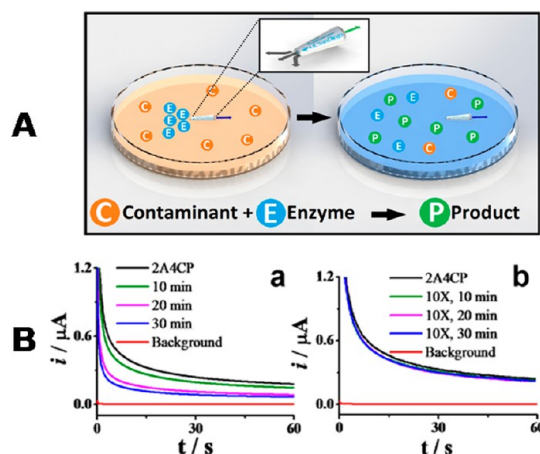 A
C C C C C C
E E E E E
P P P P P P P
E E E
C C
C Contaminant + E Enzyme P Product
B
a
2A4CP
10 min
20 min
30 min
Background
i / μA
1.2
0.6
0.0
0 30 60
t / s
b
2A4CP
10X, 10 min
10X, 20 min
10X, 30 min
Background
i / μA
1.2
0.6
0.0
0 30 60
t / s